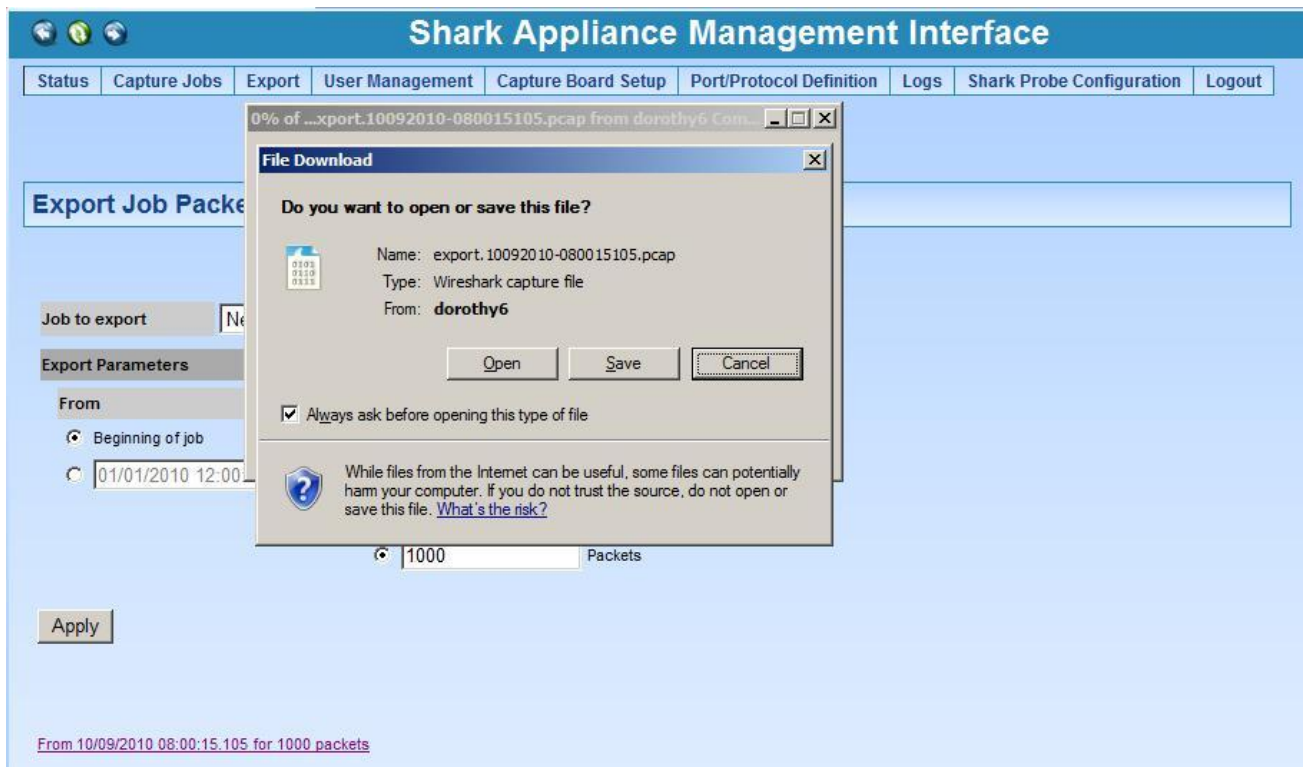 Shark Appliance Management Interface
Status Capture Jobs Export User Management Capture Board Setup Port/Protocol Definition Logs Shark Probe Configuration Logout
0% of ...xport.10092010-080015105.pcap from dorothy6 Com...
File Download
Export Job Packe
Do you want to open or save this file?
Name: export.10092010-080015105.pcap
Type: Wireshark capture file
From: dorothy6
Job to export Ne
Open Save Cancel
Export Parameters
From
Always ask before opening this type of file
Beginning of job
01/01/2010 12:00:
While files from the Internet can be useful, some files can potentially
harm your computer. If you do not trust the source, do not open or
save this file. What's the risk?
1000 Packets
Apply
From 10/09/2010 08:00:15.105 for 1000 packets